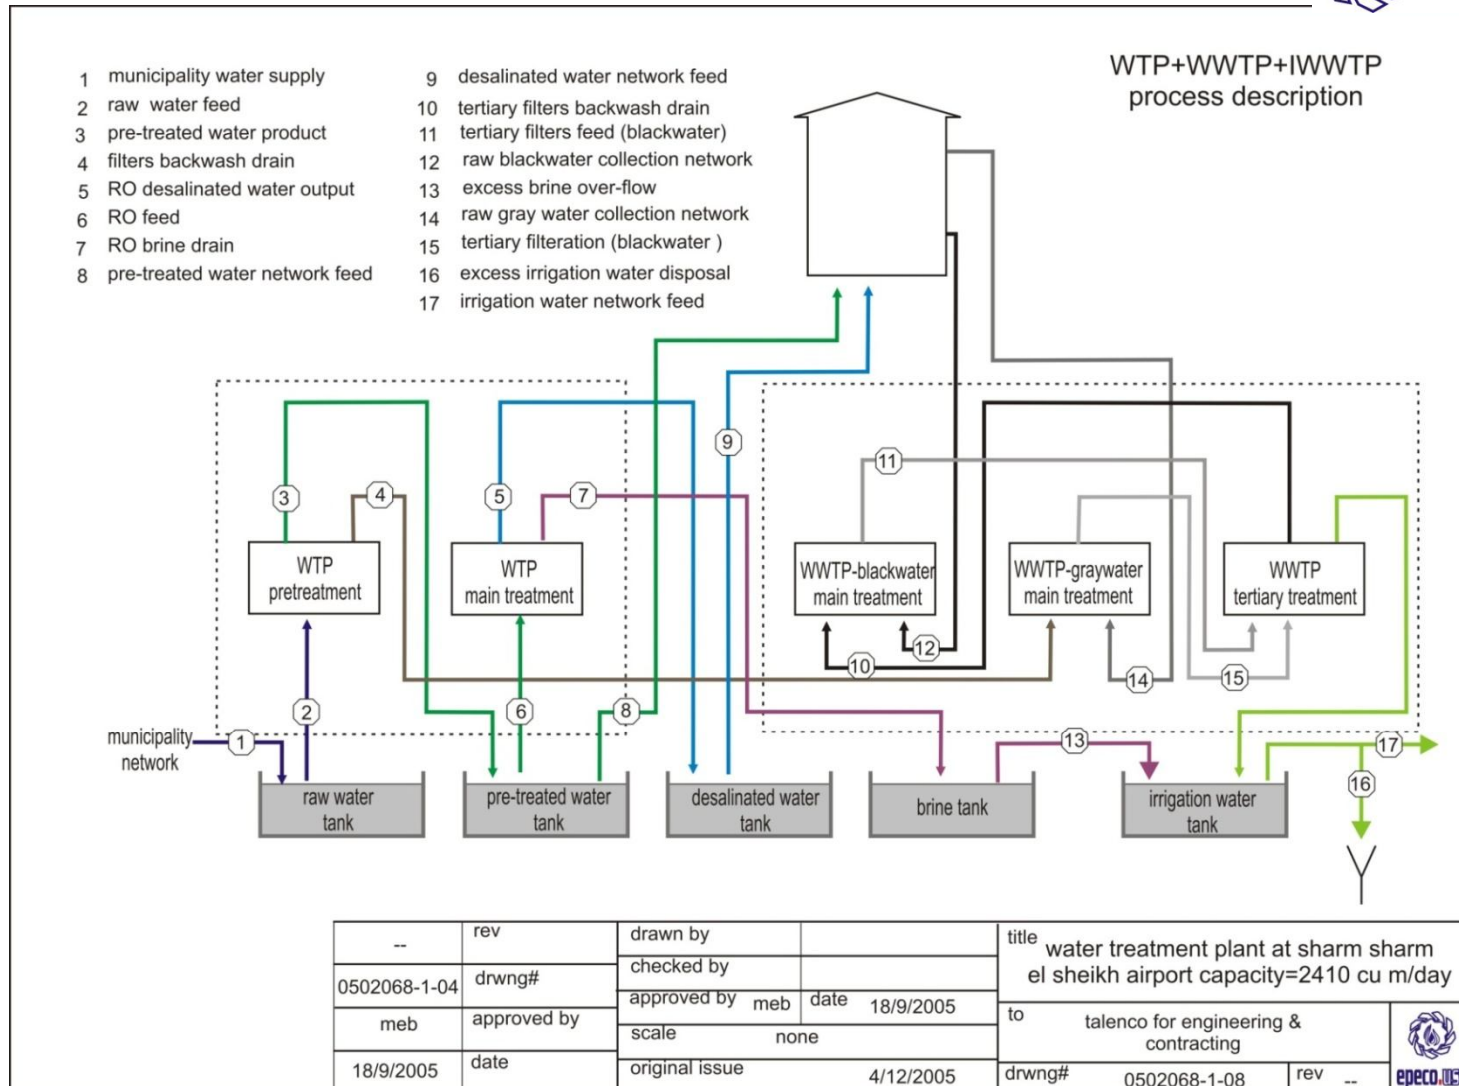 WTP+WWTP+IWWTP
process description
1 municipality water supply
2 raw water feed
3 pre-treated water product
4 filters backwash drain
5 RO desalinated water output
6 RO feed
7 RO brine drain
8 pre-treated water network feed
9 desalinated water network feed
10 tertiary filters backwash drain
11 tertiary filters feed (blackwater)
12 raw blackwater collection network
13 excess brine over-flow
14 raw gray water collection network
15 tertiary filteration (blackwater )
16 excess irrigation water disposal
17 irrigation water network feed
9
11
3
4
5
7
WTP
pretreatment
WTP
main treatment
WWTP-blackwater
main treatment
WWTP-graywater
main treatment
WWTP
tertiary treatment
12
10
14
15
2
6
8
municipality
network
1
13
17
16
raw water
tank
pre-treated water
tank
desalinated water
tank
brine tank
irrigation water
tank
-- rev
0502068-1-04 drwng#
meb approved by
18/9/2005 date
drawn by
checked by
approved by meb date 18/9/2005
scale none
original issue 4/12/2005
title water treatment plant at sharm sharm
el sheikh airport capacity=2410 cu m/day
to talenco for engineering &
contracting
drwng# 0502068-1-08 rev --
epeco.us